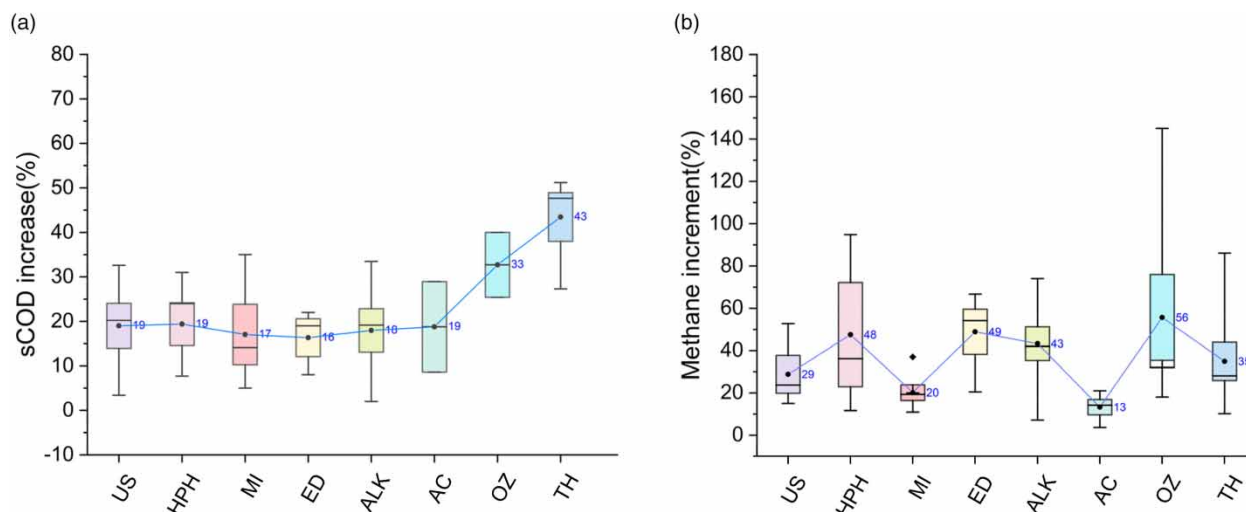 (a)
sCOD increase(%)
80
70
60
50
40
30
20
10
0
-10
19
19
17
16
18
19
33
43
US
HPH
MI
ED
ALK
AC
OZ
TH
(b)
Methane increment(%)
180
160
140
120
100
80
60
40
20
0
29
48
20
49
43
13
56
35
US
HPH
MI
ED
ALK
AC
OZ
TH